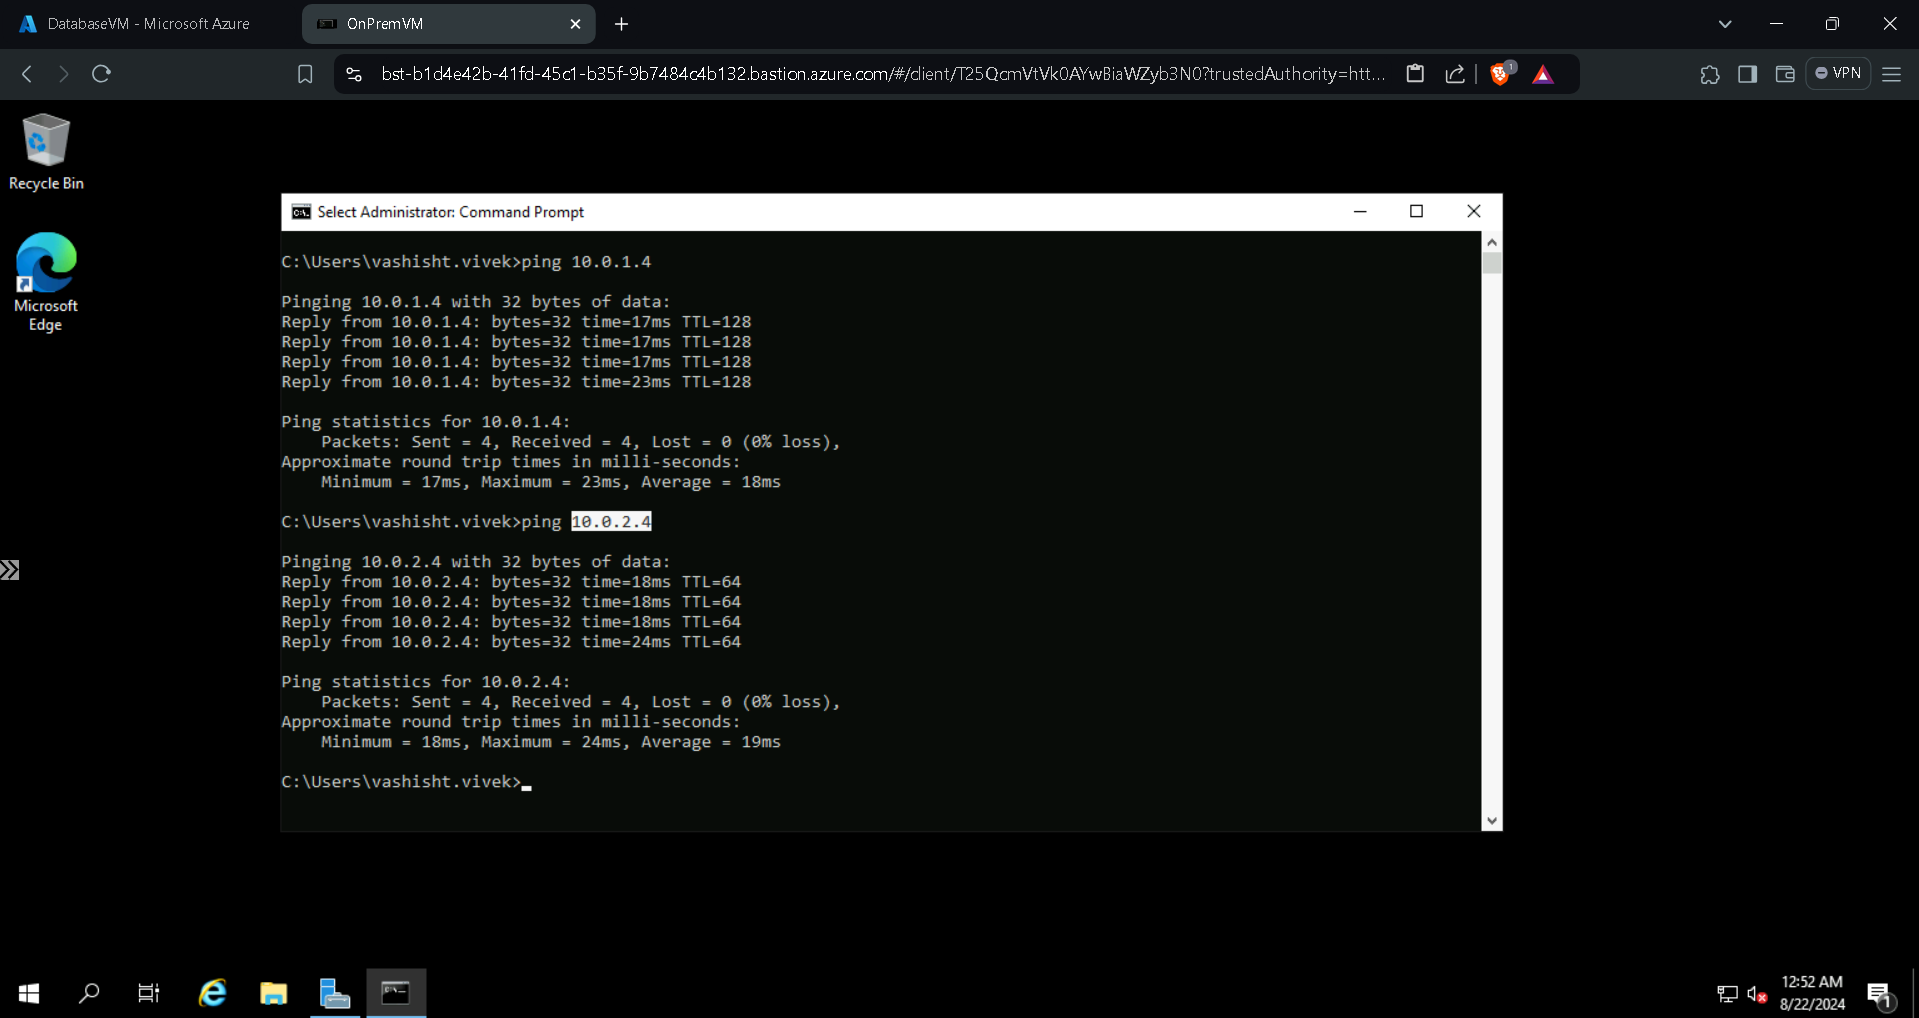 DatabaseVM - Microsoft Azure
OnPremVM
bst-b1d4e42b-41fd-45c1-b35f-9b7484c4b132.bastion.azure.com/#/client/T25QcmVtVk0AYwBiaWZyb3N0?trustedAuthority=htt...
1
VPN
Recycle Bin
Microsoft
Edge
Select Administrator: Command Prompt
C:\Users\vashisht.vivek>ping 10.0.1.4
Pinging 10.0.1.4 with 32 bytes of data:
Reply from 10.0.1.4: bytes=32 time=17ms TTL=128
Reply from 10.0.1.4: bytes=32 time=17ms TTL=128
Reply from 10.0.1.4: bytes=32 time=17ms TTL=128
Reply from 10.0.1.4: bytes=32 time=23ms TTL=128
Ping statistics for 10.0.1.4:
Packets: Sent = 4, Received = 4, Lost = 0 (0% loss),
Approximate round trip times in milli-seconds:
Minimum = 17ms, Maximum = 23ms, Average = 18ms
C:\Users\vashisht.vivek>ping 10.0.2.4
Pinging 10.0.2.4 with 32 bytes of data:
Reply from 10.0.2.4: bytes=32 time=18ms TTL=64
Reply from 10.0.2.4: bytes=32 time=18ms TTL=64
Reply from 10.0.2.4: bytes=32 time=18ms TTL=64
Reply from 10.0.2.4: bytes=32 time=24ms TTL=64
Ping statistics for 10.0.2.4:
Packets: Sent = 4, Received = 4, Lost = 0 (0% loss),
Approximate round trip times in milli-seconds:
Minimum = 18ms, Maximum = 24ms, Average = 19ms
C:\Users\vashisht.vivek>
12:52 AM
8/22/2024
1